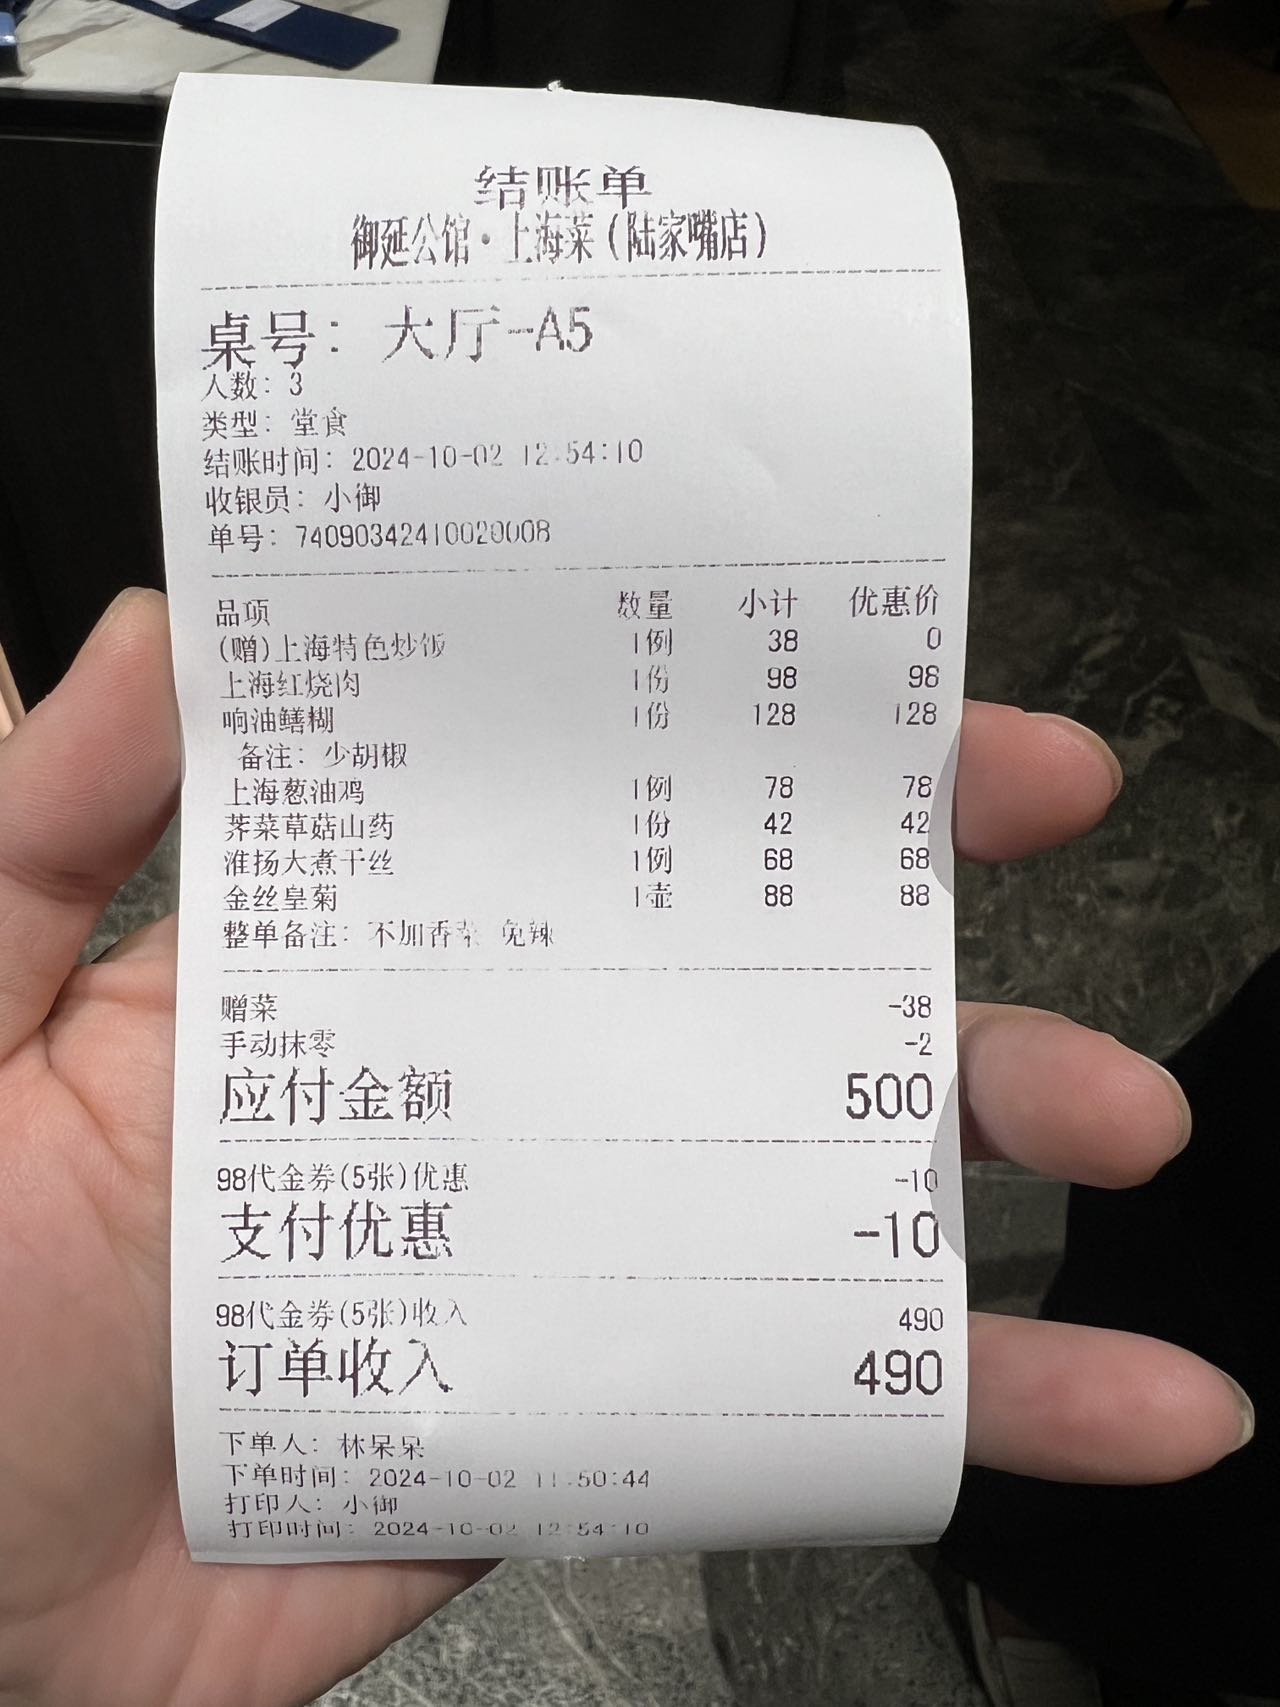 结账单
御延公馆·上海菜(陆家嘴店)
桌号: 大厅-A5
人数: 3
类型: 堂食
结账时间: 2024-10-02 12:54:10
收银员: 小御
单号: 74090342410020008
品项 数量 小计 优惠价
(赠)上海特色炒饭 1例 38 0
上海红烧肉 1份 98 98
响油鳝糊 1份 128 128
备注: 少胡椒
上海葱油鸡 1例 78 78
荠菜草菇山药 1份 42 42
淮扬大煮干丝 1例 68 68
金丝皇菊 1壶 88 88
整单备注: 不加香菜 免辣
赠菜 -38
手动抹零 -2
应付金额 500
98代金券(5张)优惠 -10
支付优惠 -10
98代金券(5张)收入 490
订单收入 490
下单人: 林呆呆
下单时间: 2024-10-02 11:50:44
打印人: 小御
打印时间: 2024-10-02 12:54:10